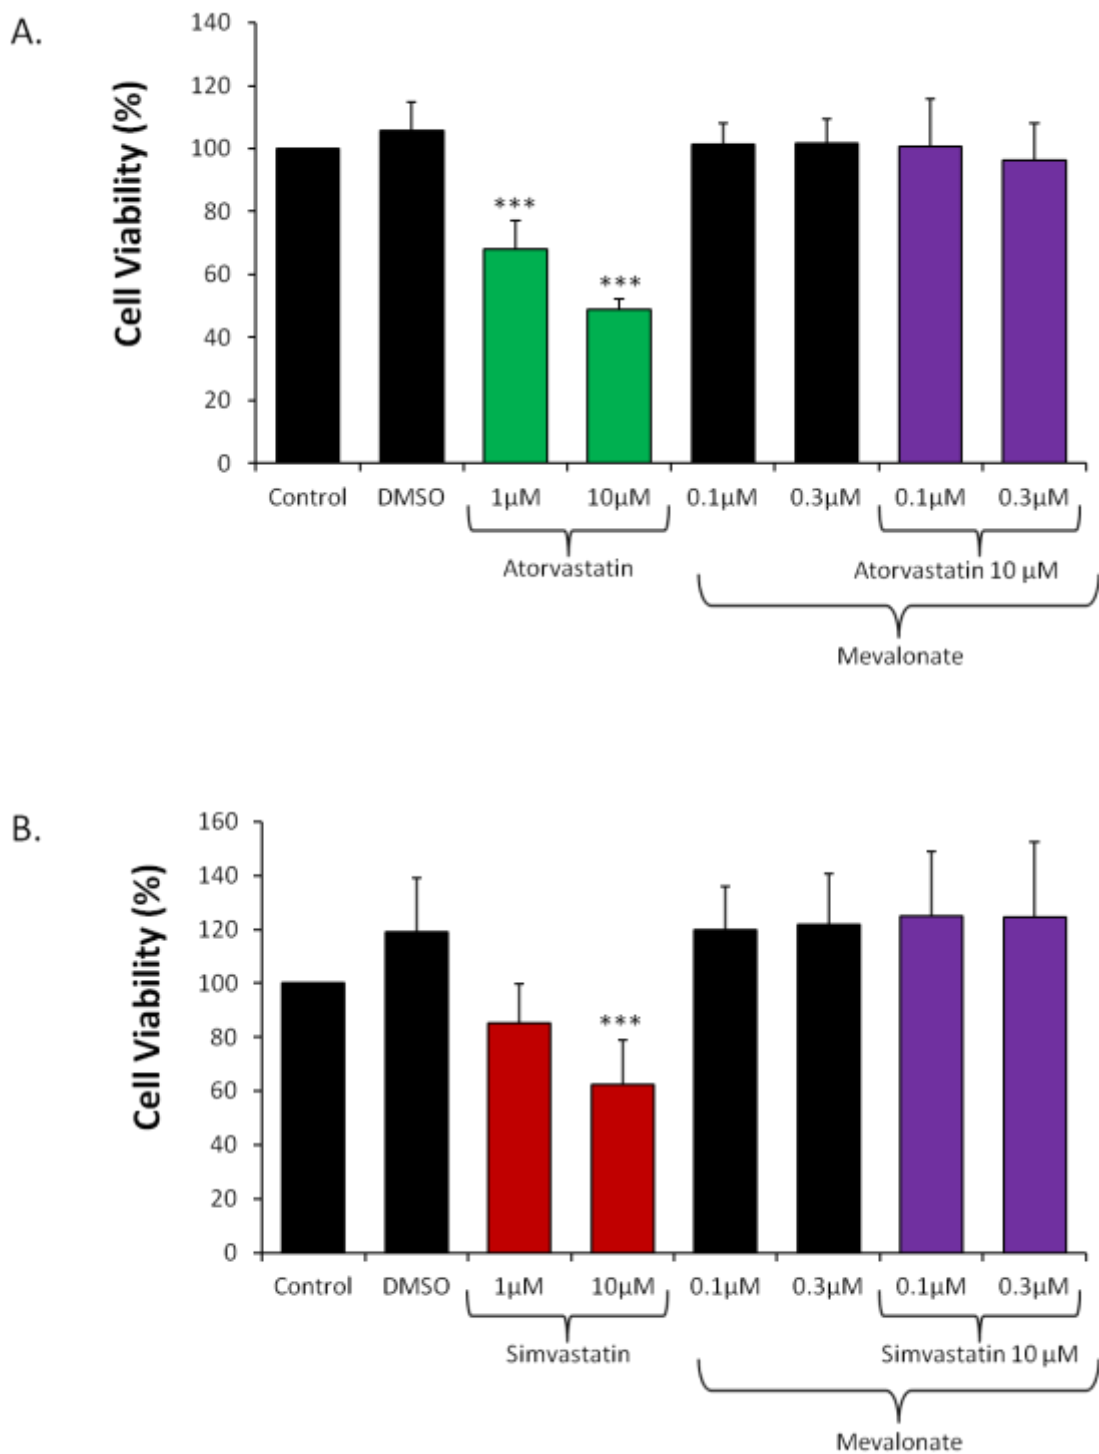 A.
Cell Viability (%)
140
120
100
80
60
40
20
0
*** ***
Control DMSO 1µM 10µM 0.1µM 0.3µM 0.1µM 0.3µM
Atorvastatin Atorvastatin 10 µM
Mevalonate
B.
Cell Viability (%)
160
140
120
100
80
60
40
20
0
***
Control DMSO 1µM 10µM 0.1µM 0.3µM 0.1µM 0.3µM
Simvastatin Simvastatin 10 µM
Mevalonate